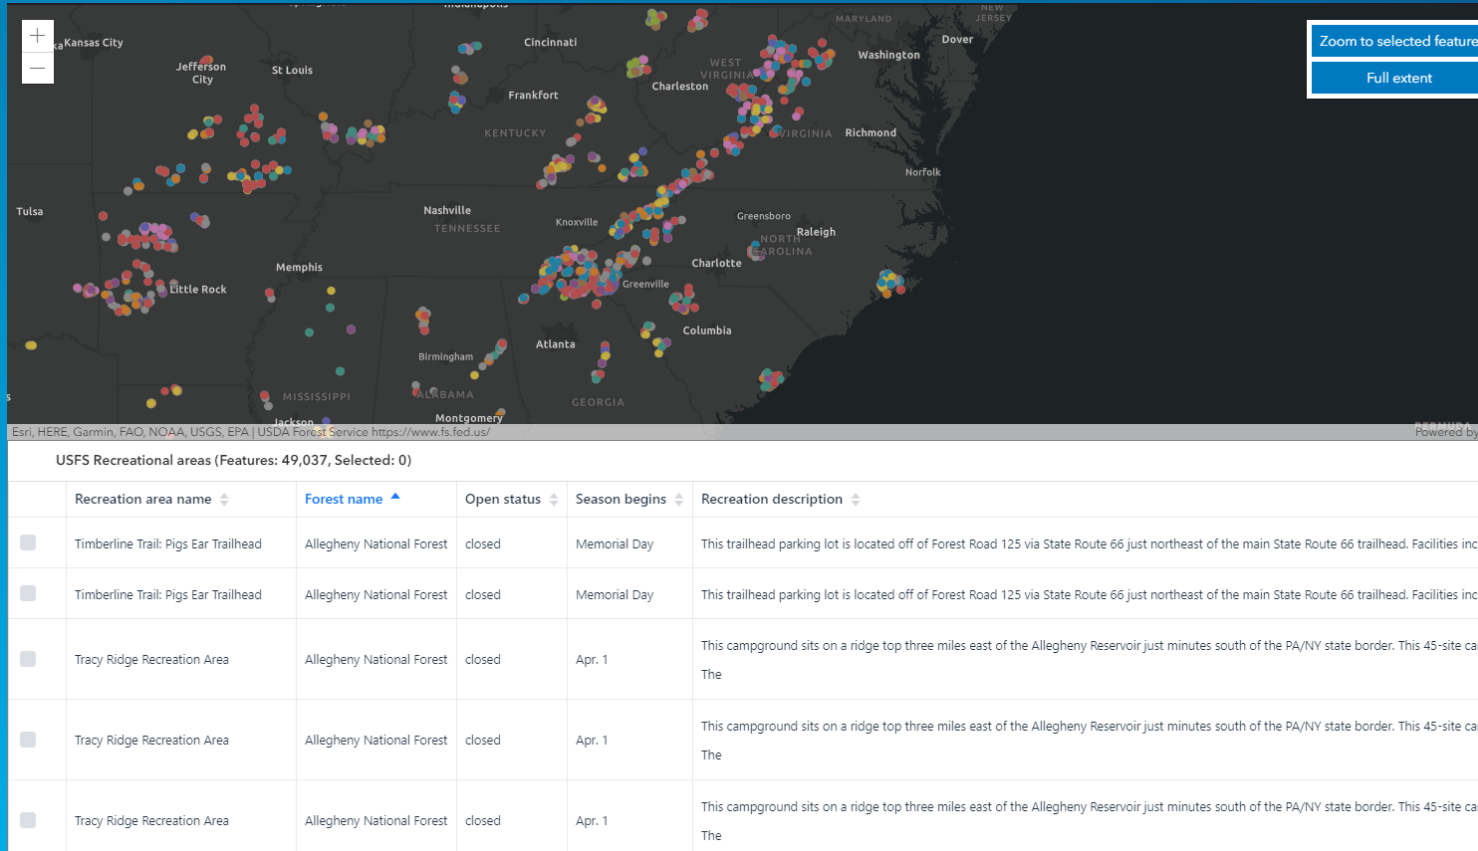 NEW
JERSEY
MARYLAND
Kansas City
Cincinnati
Dover
Washington
Zoom to selected feature
Jefferson
City
St Louis
WEST
VIRGINIA
Charleston
Full extent
Frankfort
KENTUCKY
VIRGINIA
Richmond
Norfolk
Tulsa
Nashville
TENNESSEE
Knoxville
Greensboro
Raleigh
NORTH
CAROLINA
Memphis
Charlotte
Little Rock
Greenville
Columbia
Atlanta
Birmingham
MISSISSIPPI
ALABAMA
GEORGIA
Montgomery
Jackson
BERMUDA
Esri, HERE, Garmin, FAO, NOAA, USGS, EPA | USDA Forest Service https://www.fs.fed.us/
Powered by
USFS Recreational areas (Features: 49,037, Selected: 0)
Recreation area name Forest name Open status Season begins Recreation description
Timberline Trail: Pigs Ear Trailhead Allegheny National Forest closed Memorial Day This trailhead parking lot is located off of Forest Road 125 via State Route 66 just northeast of the main State Route 66 trailhead. Facilities inc
Timberline Trail: Pigs Ear Trailhead Allegheny National Forest closed Memorial Day This trailhead parking lot is located off of Forest Road 125 via State Route 66 just northeast of the main State Route 66 trailhead. Facilities inc
Tracy Ridge Recreation Area Allegheny National Forest closed Apr. 1 This campground sits on a ridge top three miles east of the Allegheny Reservoir just minutes south of the PA/NY state border. This 45-site ca
The
Tracy Ridge Recreation Area Allegheny National Forest closed Apr. 1 This campground sits on a ridge top three miles east of the Allegheny Reservoir just minutes south of the PA/NY state border. This 45-site ca
The
Tracy Ridge Recreation Area Allegheny National Forest closed Apr. 1 This campground sits on a ridge top three miles east of the Allegheny Reservoir just minutes south of the PA/NY state border. This 45-site ca
The